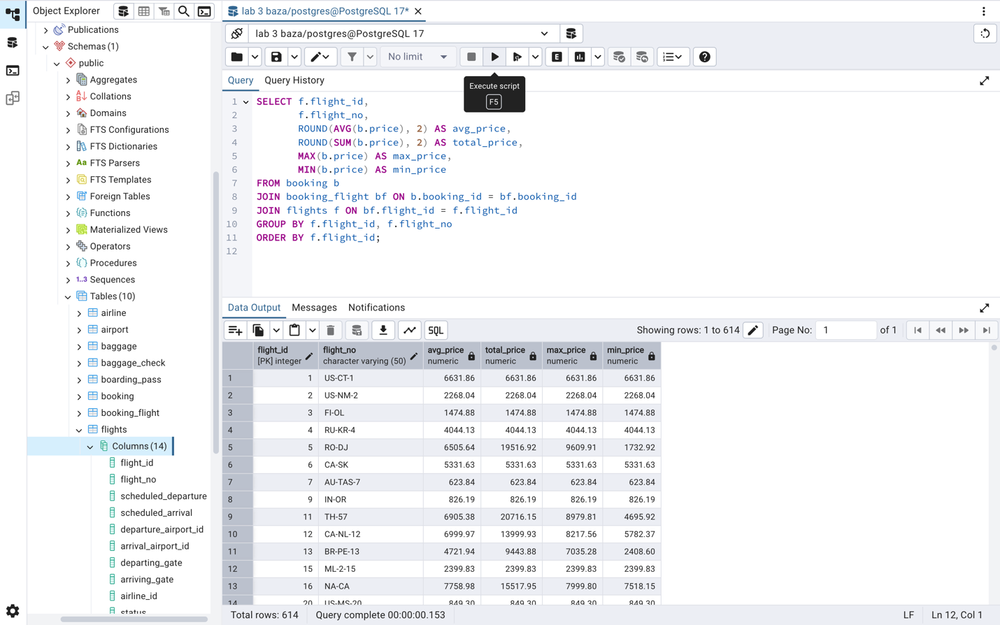 Object Explorer
lab 3 baza/postgres@PostgreSQL 17*
Publications
Schemas (1)
public
Aggregates
Collations
Domains
FTS Configurations
FTS Dictionaries
Aa FTS Parsers
FTS Templates
Foreign Tables
Functions
Materialized Views
Operators
Procedures
1..3 Sequences
Tables (10)
airline
airport
baggage
baggage_check
boarding_pass
booking
booking_flight
flights
Columns (14)
flight_id
flight_no
scheduled_departure
scheduled_arrival
departure_airport_id
arrival_airport_id
departing_gate
arriving_gate
airline_id
status
lab 3 baza/postgres@PostgreSQL 17
No limit
E
Query Query History
Execute script
F5
1 SELECT f.flight_id,
2 f.flight_no,
3 ROUND(AVG(b.price), 2) AS avg_price,
4 ROUND(SUM(b.price), 2) AS total_price,
5 MAX(b.price) AS max_price,
6 MIN(b.price) AS min_price
7 FROM booking b
8 JOIN booking_flight bf ON b.booking_id = bf.booking_id
9 JOIN flights f ON bf.flight_id = f.flight_id
10 GROUP BY f.flight_id, f.flight_no
11 ORDER BY f.flight_id;
12
Data Output Messages Notifications
SQL Showing rows: 1 to 614 Page No: 1 of 1
flight_id flight_no avg_price total_price max_price min_price
[PK] integer character varying (50) numeric numeric numeric numeric
1 1 US-CT-1 6631.86 6631.86 6631.86 6631.86
2 2 US-NM-2 2268.04 2268.04 2268.04 2268.04
3 3 FI-OL 1474.88 1474.88 1474.88 1474.88
4 4 RU-KR-4 4044.13 4044.13 4044.13 4044.13
5 5 RO-DJ 6505.64 19516.92 9609.91 1732.92
6 6 CA-SK 5331.63 5331.63 5331.63 5331.63
7 7 AU-TAS-7 623.84 623.84 623.84 623.84
8 9 IN-OR 826.19 826.19 826.19 826.19
9 11 TH-57 6905.38 20716.15 8979.81 4695.92
10 12 CA-NL-12 6999.97 13999.93 8217.56 5782.37
11 13 BR-PE-13 4721.94 9443.88 7035.28 2408.60
12 15 ML-2-15 2399.83 2399.83 2399.83 2399.83
13 16 NA-CA 7758.98 15517.95 7999.80 7518.15
14 20 US-MS-20 849.30 849.30 849.30 849.30
Total rows: 614 Query complete 00:00:00.153 LF Ln 12, Col 1